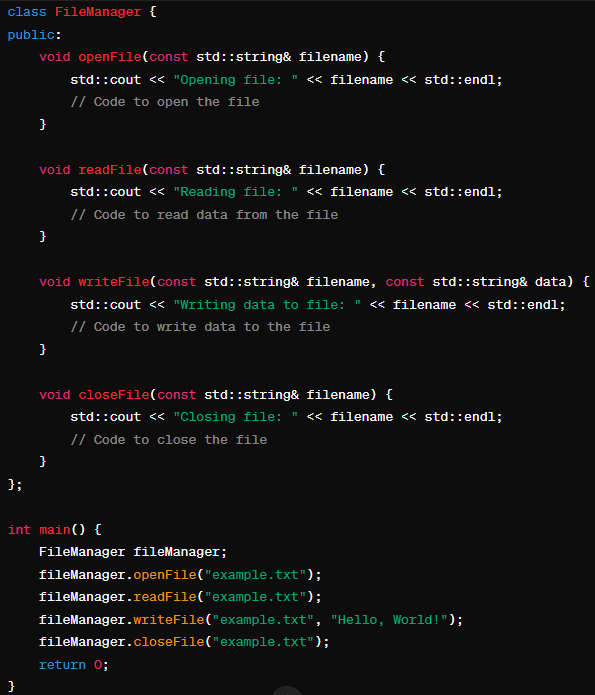 class FileManager {
public:
    void openFile(const std::string& filename) {
        std::cout << "Opening file: " << filename << std::endl;
        // Code to open the file
    }

    void readFile(const std::string& filename) {
        std::cout << "Reading file: " << filename << std::endl;
        // Code to read data from the file
    }

    void writeFile(const std::string& filename, const std::string& data) {
        std::cout << "Writing data to file: " << filename << std::endl;
        // Code to write data to the file
    }

    void closeFile(const std::string& filename) {
        std::cout << "Closing file: " << filename << std::endl;
        // Code to close the file
    }
};

int main() {
    FileManager fileManager;
    fileManager.openFile("example.txt");
    fileManager.readFile("example.txt");
    fileManager.writeFile("example.txt", "Hello, World!");
    fileManager.closeFile("example.txt");
    return 0;
}